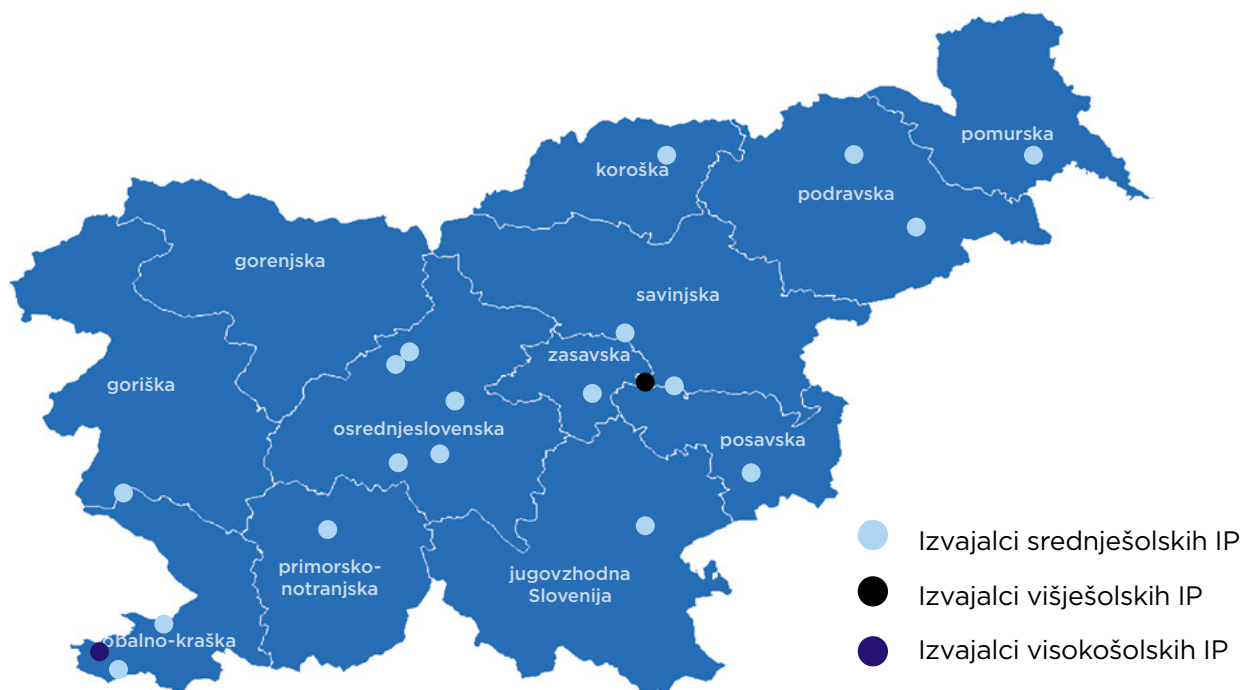 pomurska
koroška
podravska
gorenjska
savinjska
zasavska
goriška
osrednjeslovenska
posavska
primorsko-
notranjska
jugovzhodna
Slovenija
obalno-kraška
Izvajalci srednješolskih IP
Izvajalci višješolskih IP
Izvajalci visokošolskih IP